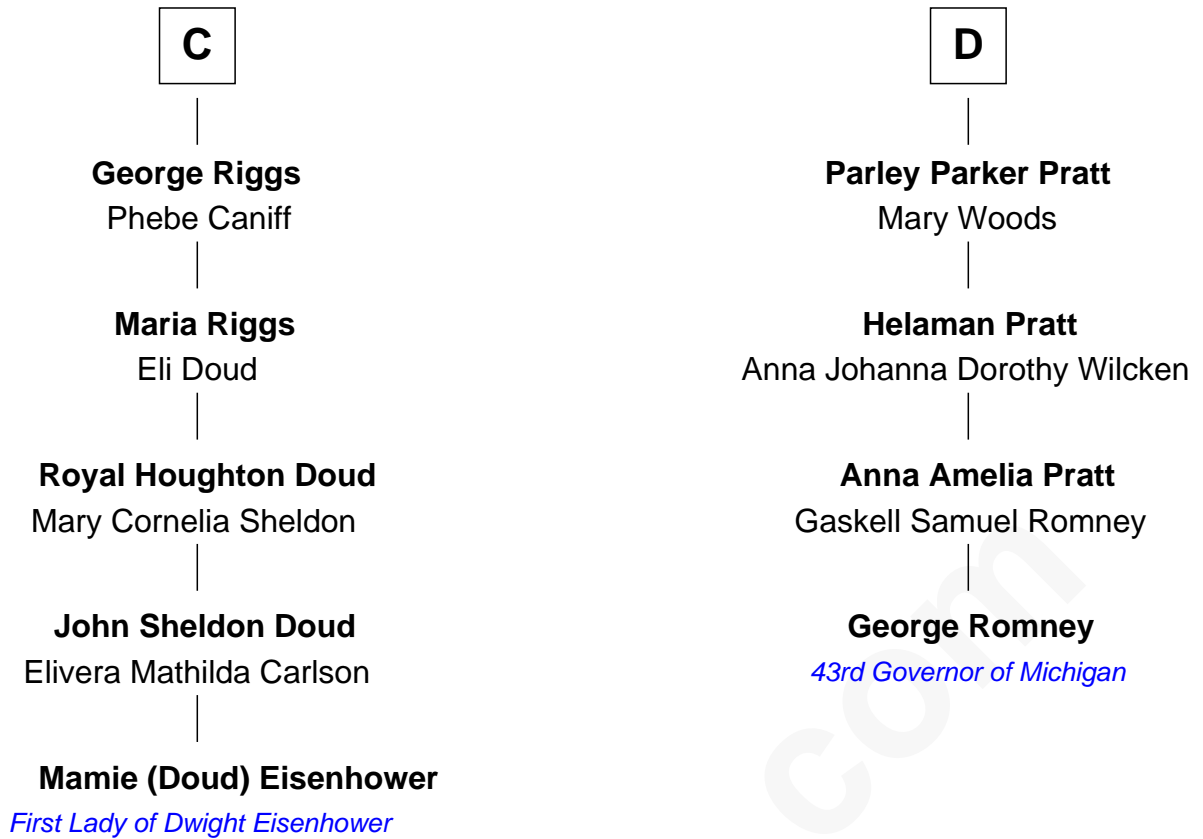 C
George Riggs
Phebe Caniff
Maria Riggs
Eli Doud
Royal Houghton Doud
Mary Cornelia Sheldon
John Sheldon Doud
Elivera Mathilda Carlson
Mamie (Doud) Eisenhower
First Lady of Dwight Eisenhower
D
Parley Parker Pratt
Mary Woods
Helaman Pratt
Anna Johanna Dorothy Wilcken
Anna Amelia Pratt
Gaskell Samuel Romney
George Romney
43rd Governor of Michigan
com